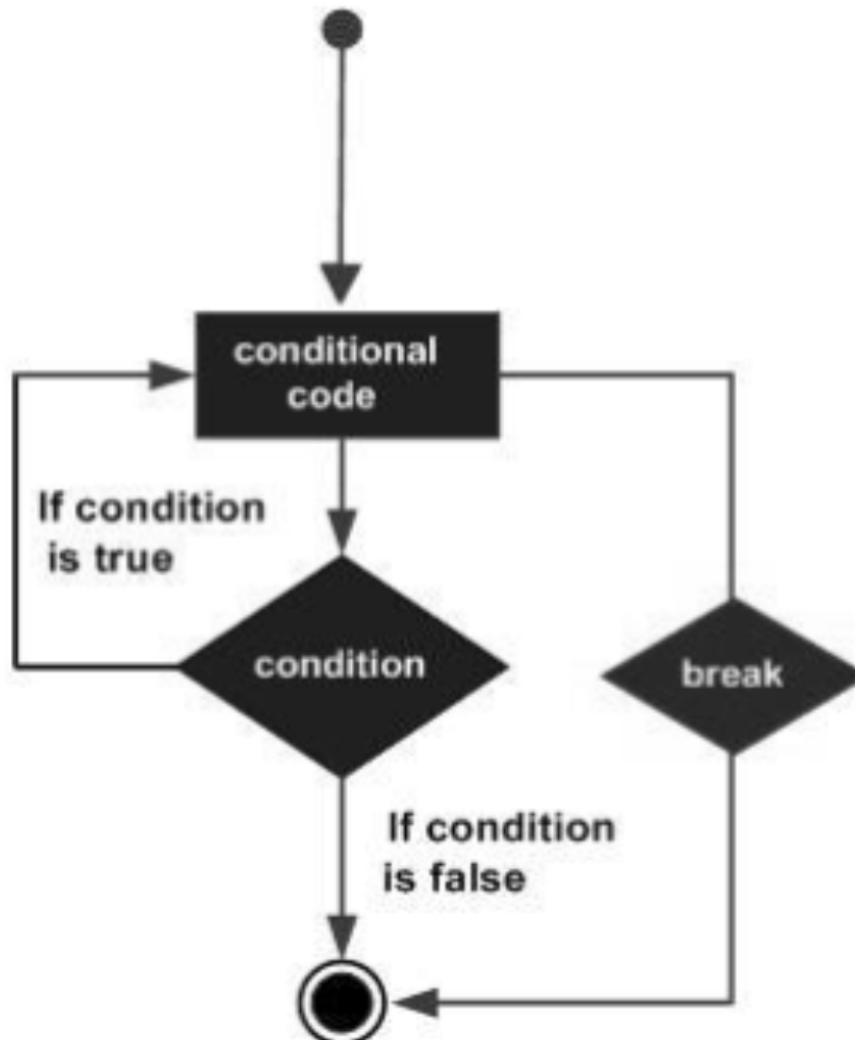 conditional
code
If condition
is true
condition
break
If condition
is false